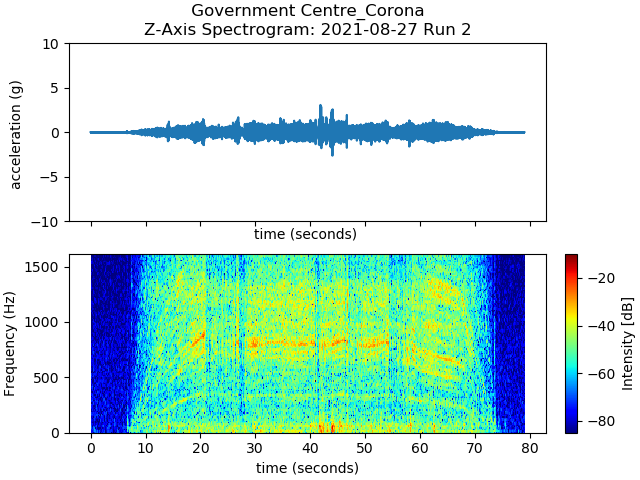 Government Centre_Corona
Z-Axis Spectrogram: 2021-08-27 Run 2
acceleration (g)
10
5
0
−5
−10
time (seconds)
Frequency (Hz)
1500
1000
500
0
0 10 20 30 40 50 60 70 80
time (seconds)
−20
−40
−60
−80
Intensity [dB]